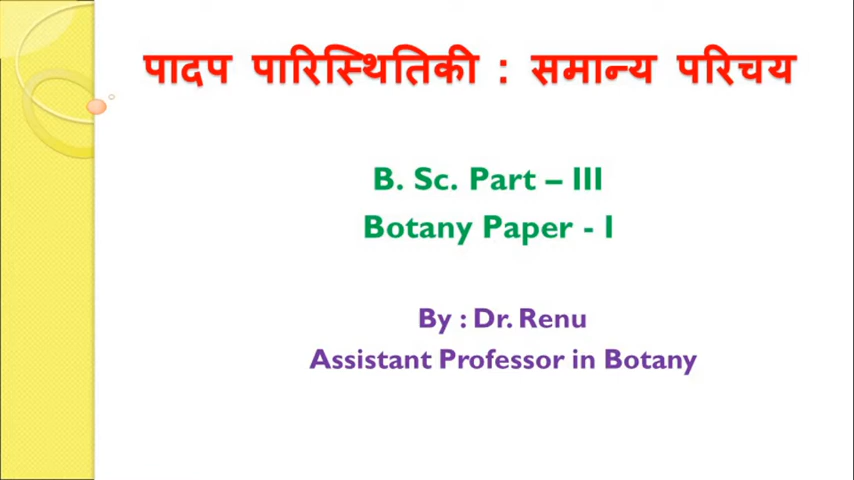 पादप पारिस्थितिकी : समान्य परिचय
B. Sc. Part – III
Botany Paper - I
By : Dr. Renu
Assistant Professor in Botany